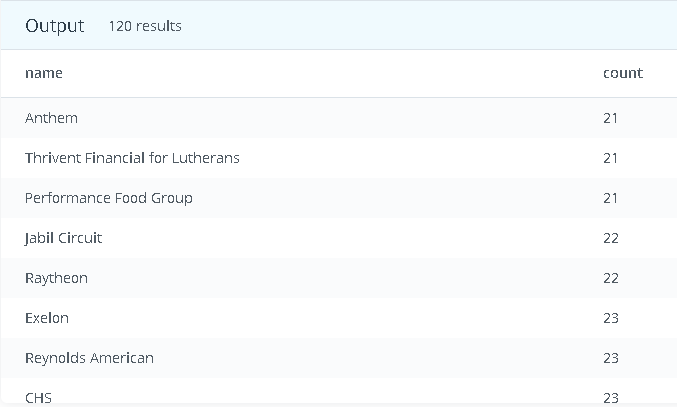 Output 120 results
name count
Anthem 21
Thrivent Financial for Lutherans 21
Performance Food Group 21
Jabil Circuit 22
Raytheon 22
Exelon 23
Reynolds American 23
CHS 23